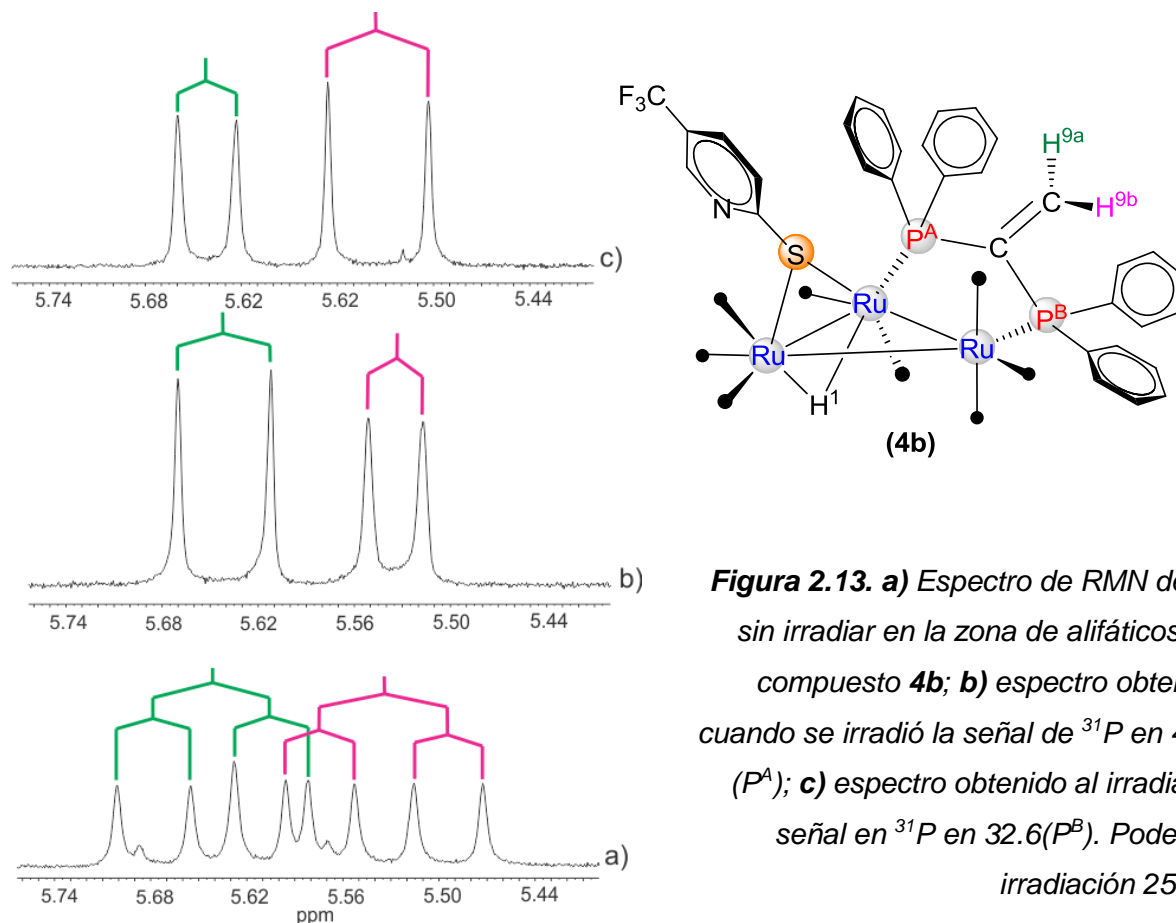 c)
5.74 5.68 5.62 5.62 5.50 5.44
b)
5.74 5.68 5.62 5.56 5.50 5.44
a)
5.74 5.68 5.62 5.56 5.50 5.44
ppm
F₃C
N
S
Pᴬ
C
C
H⁹ᵃ
H⁹ᵇ
Ru
Ru
Ru
Pᴮ
H¹
(4b)
Figura 2.13. a) Espectro de RMN de
sin irradiar en la zona de alifáticos
compuesto 4b; b) espectro obte
cuando se irradió la señal de ³¹P en 4
(Pᴬ); c) espectro obtenido al irradia
señal en ³¹P en 32.6(Pᴮ). Pode
irradiación 25